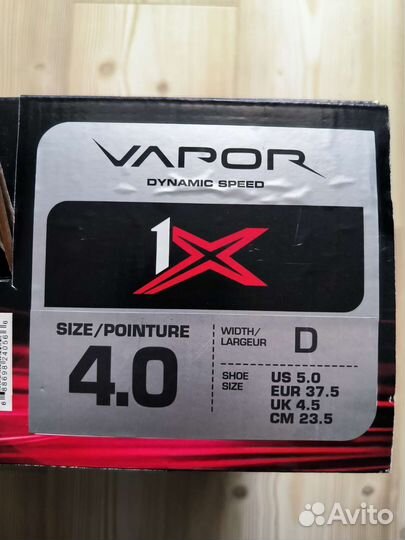 VAPOR
DYNAMIC SPEED
1X
SIZE/POINTURE
4.0
WIDTH/
LARGEUR
D
SHOE
SIZE
US 5.0
EUR 37.5
UK 4.5
CM 23.5
Avito